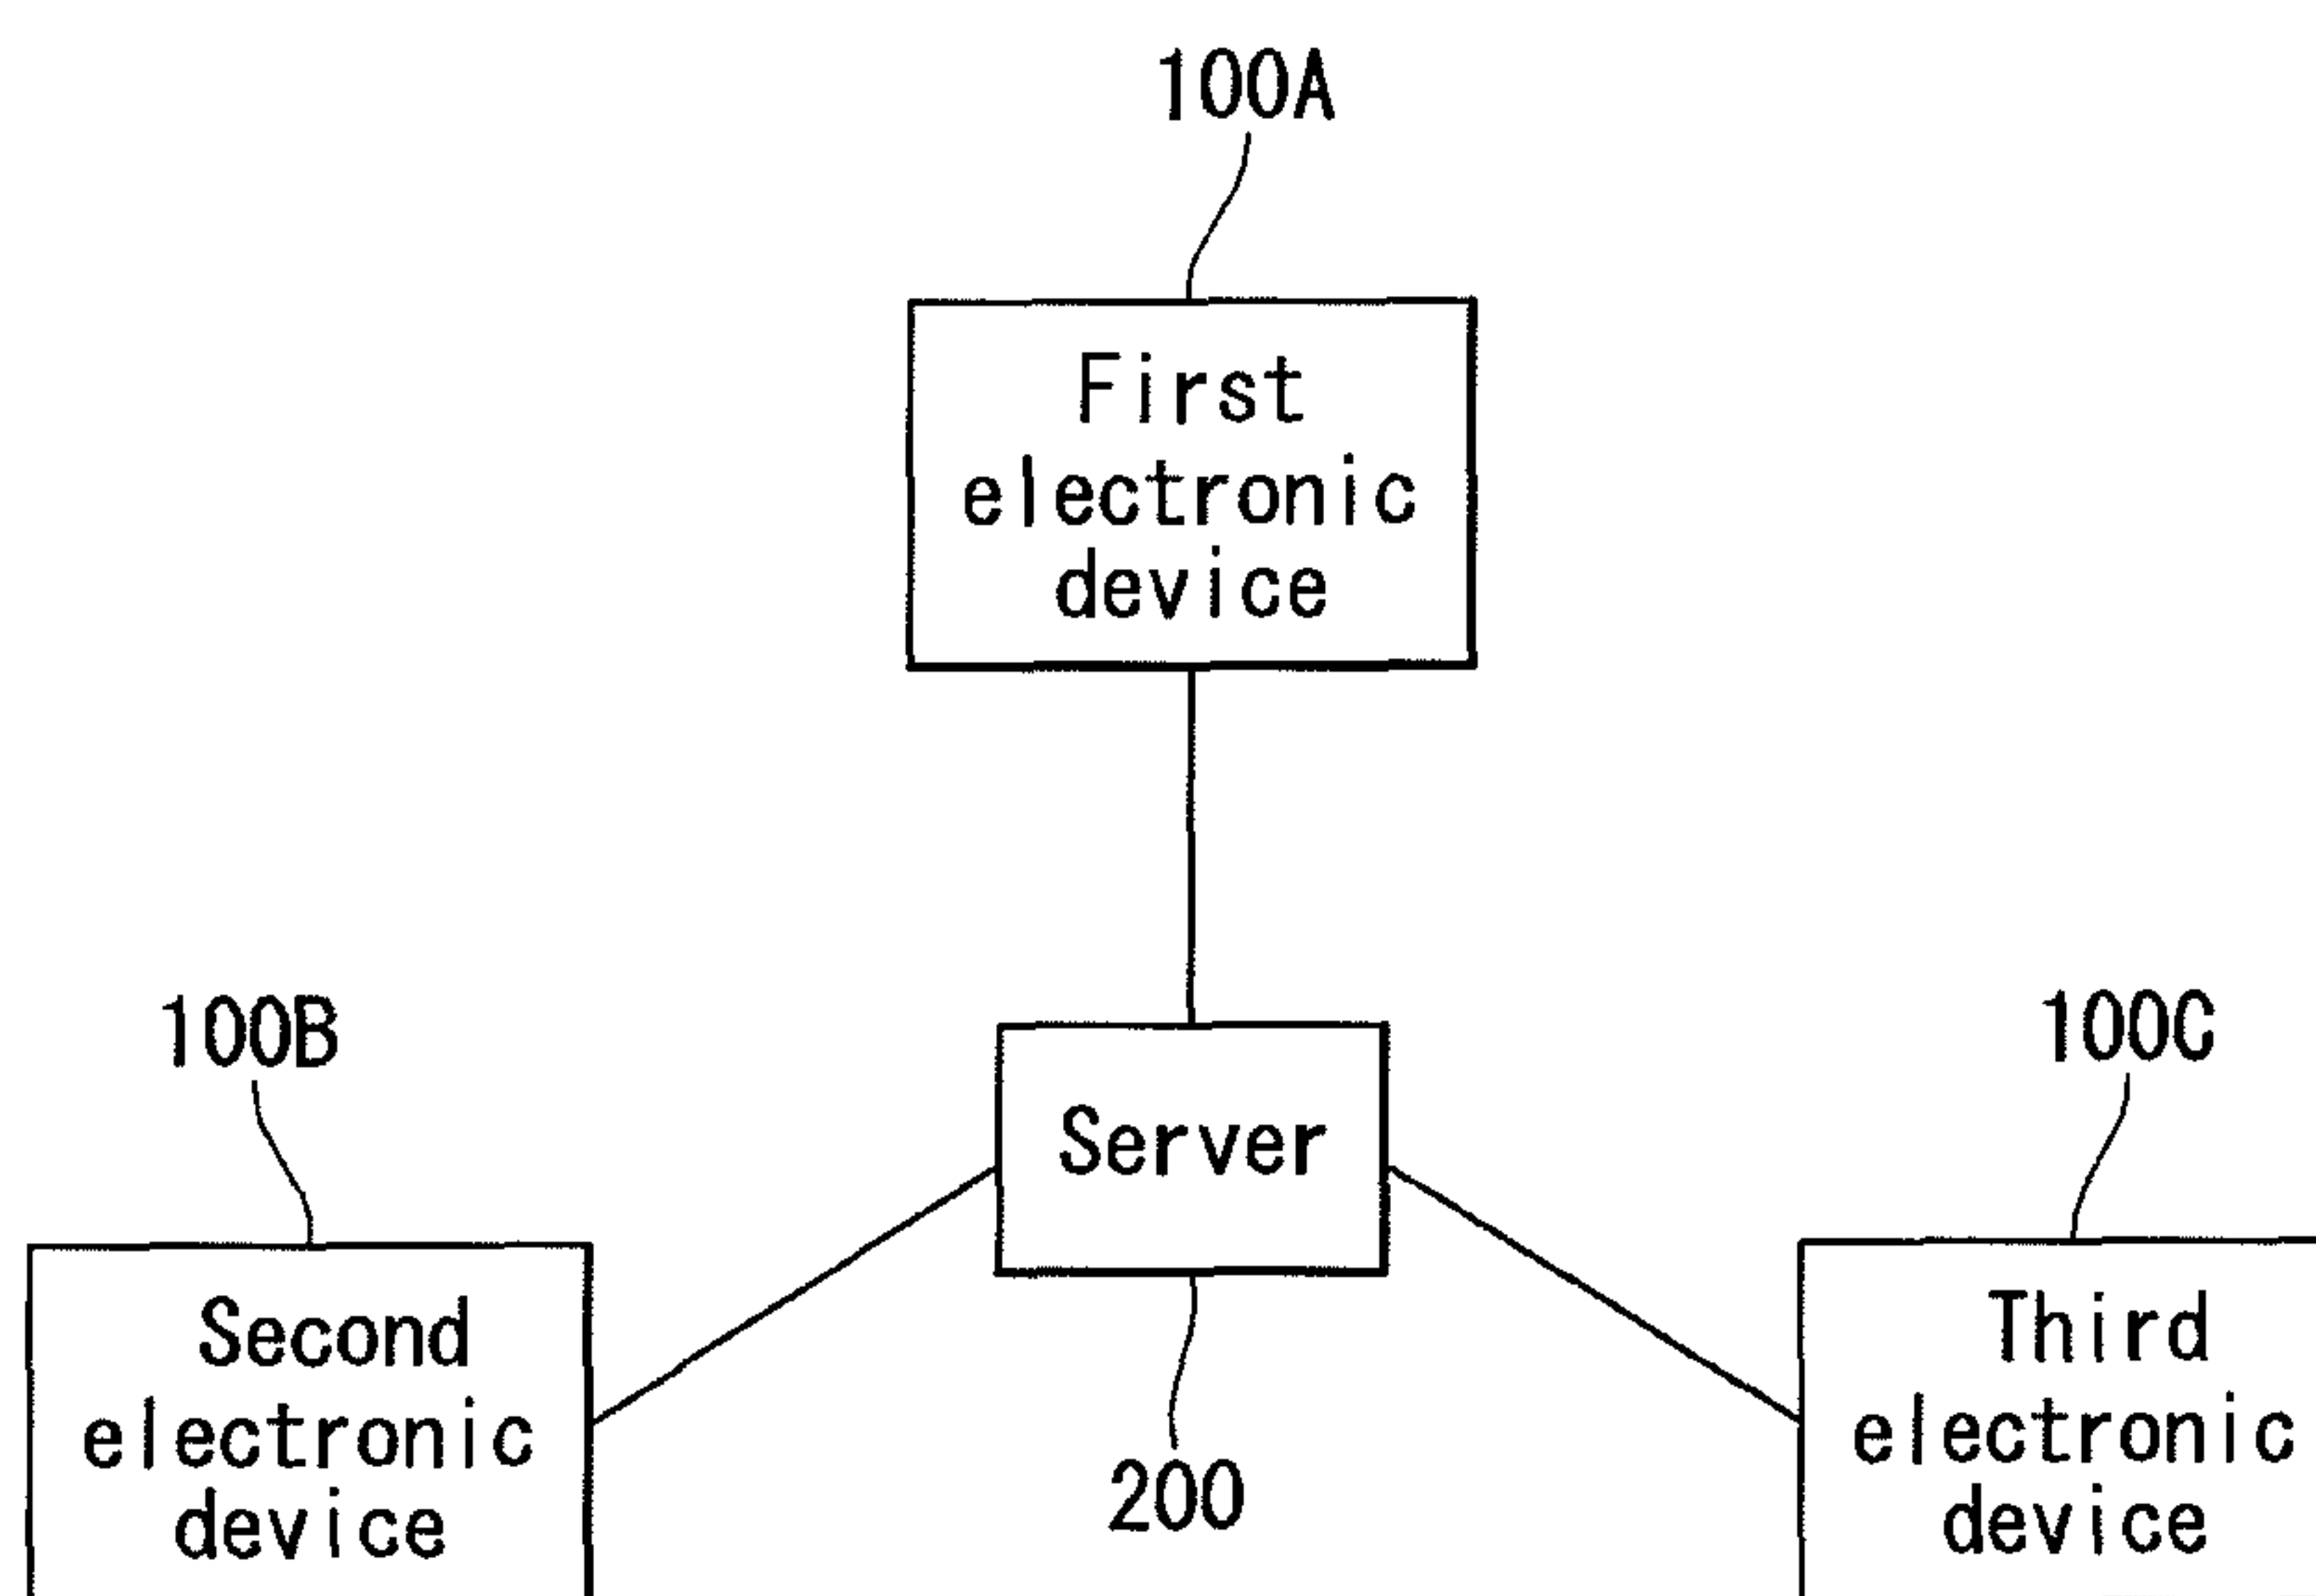 100A
First
electronic
device
100B
100C
Server
Second
electronic
device
Third
electronic
device
200